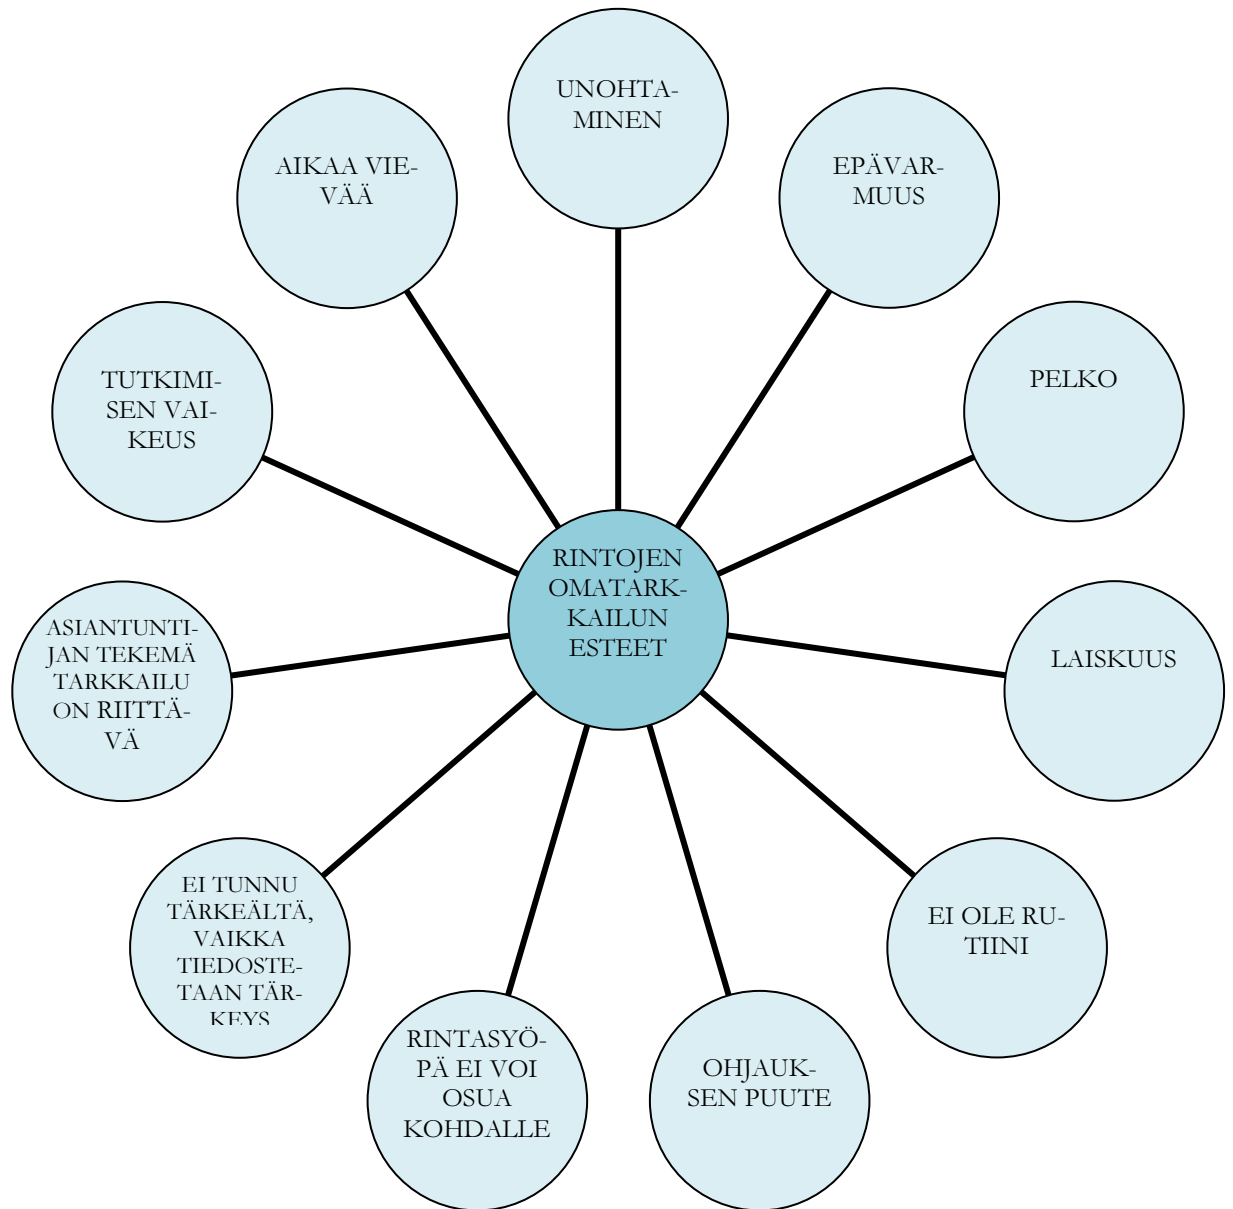 UNOHTA-
MINEN
EPÄVAR-
MUUS
PELKO
LAISKUUS
EI OLE RU-
TIINI
OHJAUK-
SEN PUUTE
RINTASYÖ-
PÄ EI VOI
OSUA
KOHDALLE
EI TUNNU
TÄRKEÄLTÄ,
VAIKKA
TIEDOSTE-
TAAN TÄR-
KEYS
ASIANTUNTI-
JAN TEKEMÄ
TARKKAILU
ON RIITTÄ-
VÄ
TUTKIMI-
SEN VAI-
KEUS
AIKAA VIE-
VÄÄ
RINTOJEN
OMATARK-
KAILUN
ESTEET